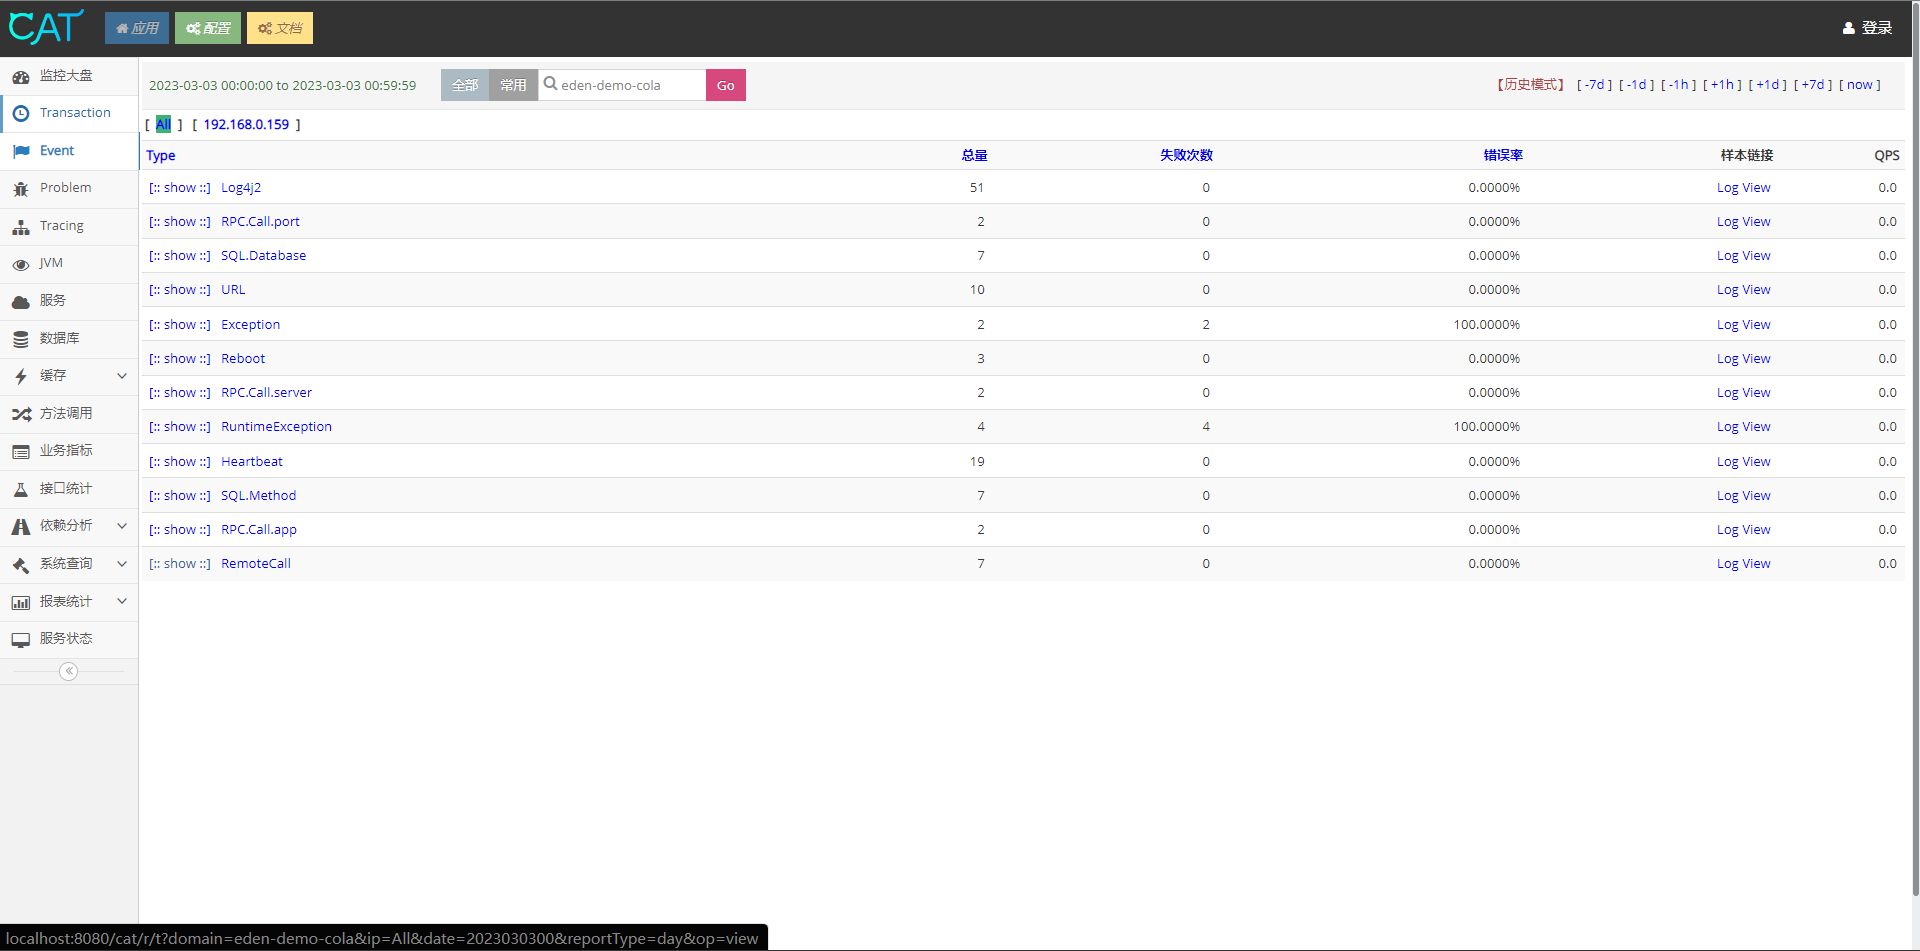 CAT 应用 配置 文档 登录
监控大盘
Transaction
Event
Problem
Tracing
JVM
服务
数据库
缓存
方法调用
业务指标
接口统计
依赖分析
系统查询
报表统计
服务状态
2023-03-03 00:00:00 to 2023-03-03 00:59:59 全部 常用 eden-demo-cola Go 【历史模式】 [ -7d ] [ -1d ] [ -1h ] [ +1h ] [ +1d ] [ +7d ] [ now ]
[ All ] [ 192.168.0.159 ]
Type 总量 失败次数 错误率 样本链接 QPS
[:: show ::] Log4j2 51 0 0.0000% Log View 0.0
[:: show ::] RPC.Call.port 2 0 0.0000% Log View 0.0
[:: show ::] SQL.Database 7 0 0.0000% Log View 0.0
[:: show ::] URL 10 0 0.0000% Log View 0.0
[:: show ::] Exception 2 2 100.0000% Log View 0.0
[:: show ::] Reboot 3 0 0.0000% Log View 0.0
[:: show ::] RPC.Call.server 2 0 0.0000% Log View 0.0
[:: show ::] RuntimeException 4 4 100.0000% Log View 0.0
[:: show ::] Heartbeat 19 0 0.0000% Log View 0.0
[:: show ::] SQL.Method 7 0 0.0000% Log View 0.0
[:: show ::] RPC.Call.app 2 0 0.0000% Log View 0.0
[:: show ::] RemoteCall 7 0 0.0000% Log View 0.0
localhost:8080/cat/r/t?domain=eden-demo-cola&ip=All&date=2023030300&reportType=day&op=view